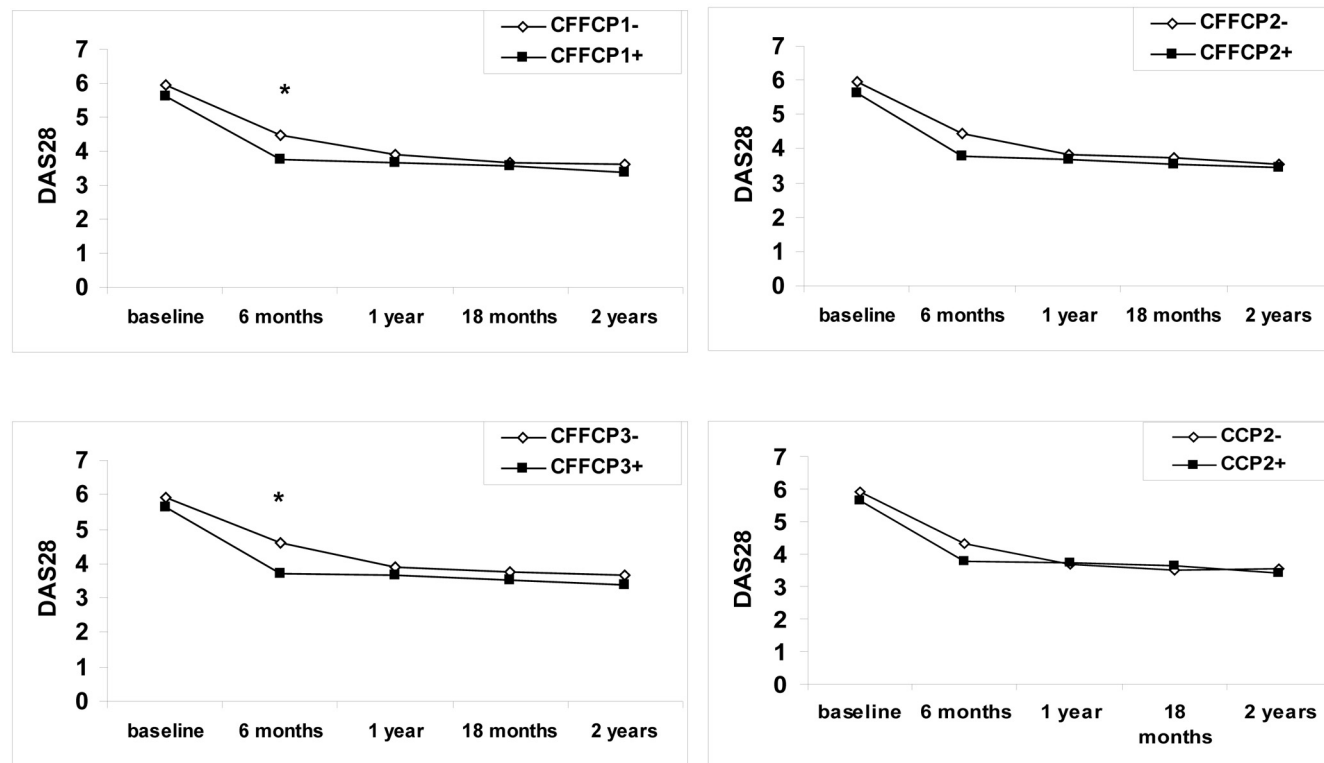 CFFCP1-
CFFCP1+
DAS28
7
6
5
4
3
2
1
0
*
baseline 6 months 1 year 18 months 2 years
CFFCP2-
CFFCP2+
DAS28
7
6
5
4
3
2
1
0
baseline 6 months 1 year 18 months 2 years
CFFCP3-
CFFCP3+
DAS28
7
6
5
4
3
2
1
0
*
baseline 6 months 1 year 18 months 2 years
CCP2-
CCP2+
DAS28
7
6
5
4
3
2
1
0
baseline 6 months 1 year 18 2 years
months